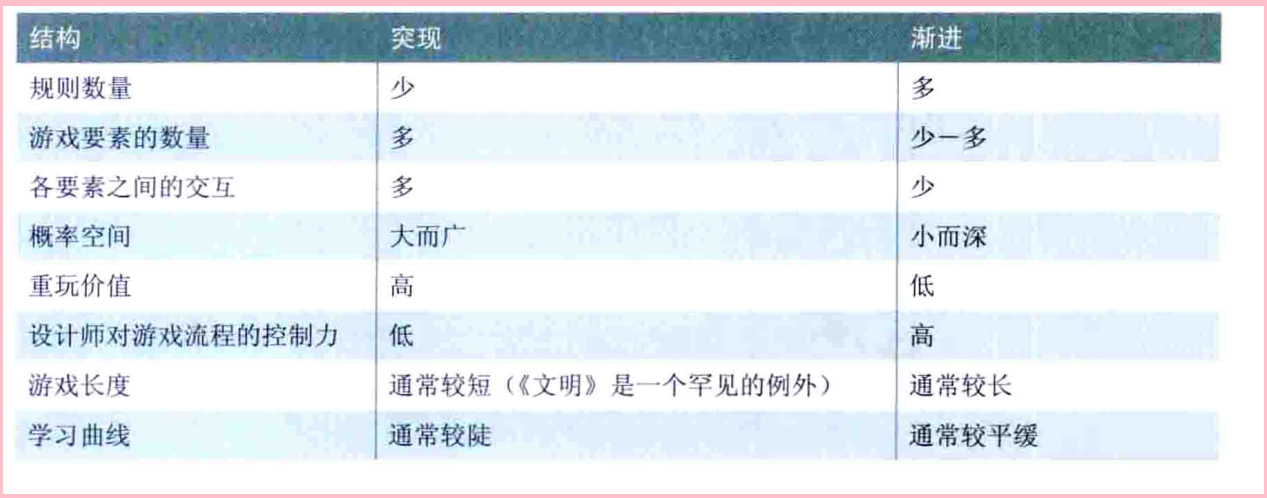 结构 突现 渐进
规则数量 少 多
游戏要素的数量 多 少－多
各要素之间的交互 多 少
概率空间 大而广 小而深
重玩价值 高 低
设计师对游戏流程的控制力 低 高
游戏长度 通常较短（《文明》是一个罕见的例外） 通常较长
学习曲线 通常较陡 通常较平缓